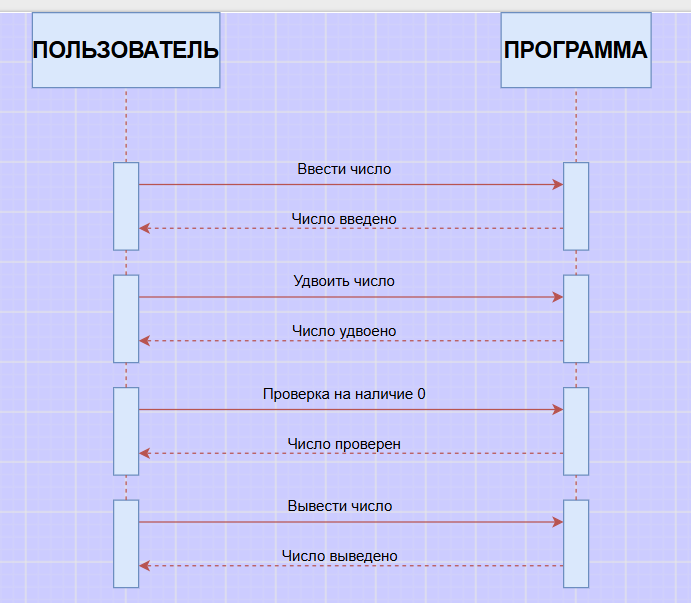 ПОЛЬЗОВАТЕЛЬ
ПРОГРАММА
Ввести число
Число введено
Удвоить число
Число удвоено
Проверка на наличие 0
Число проверен
Вывести число
Число выведено